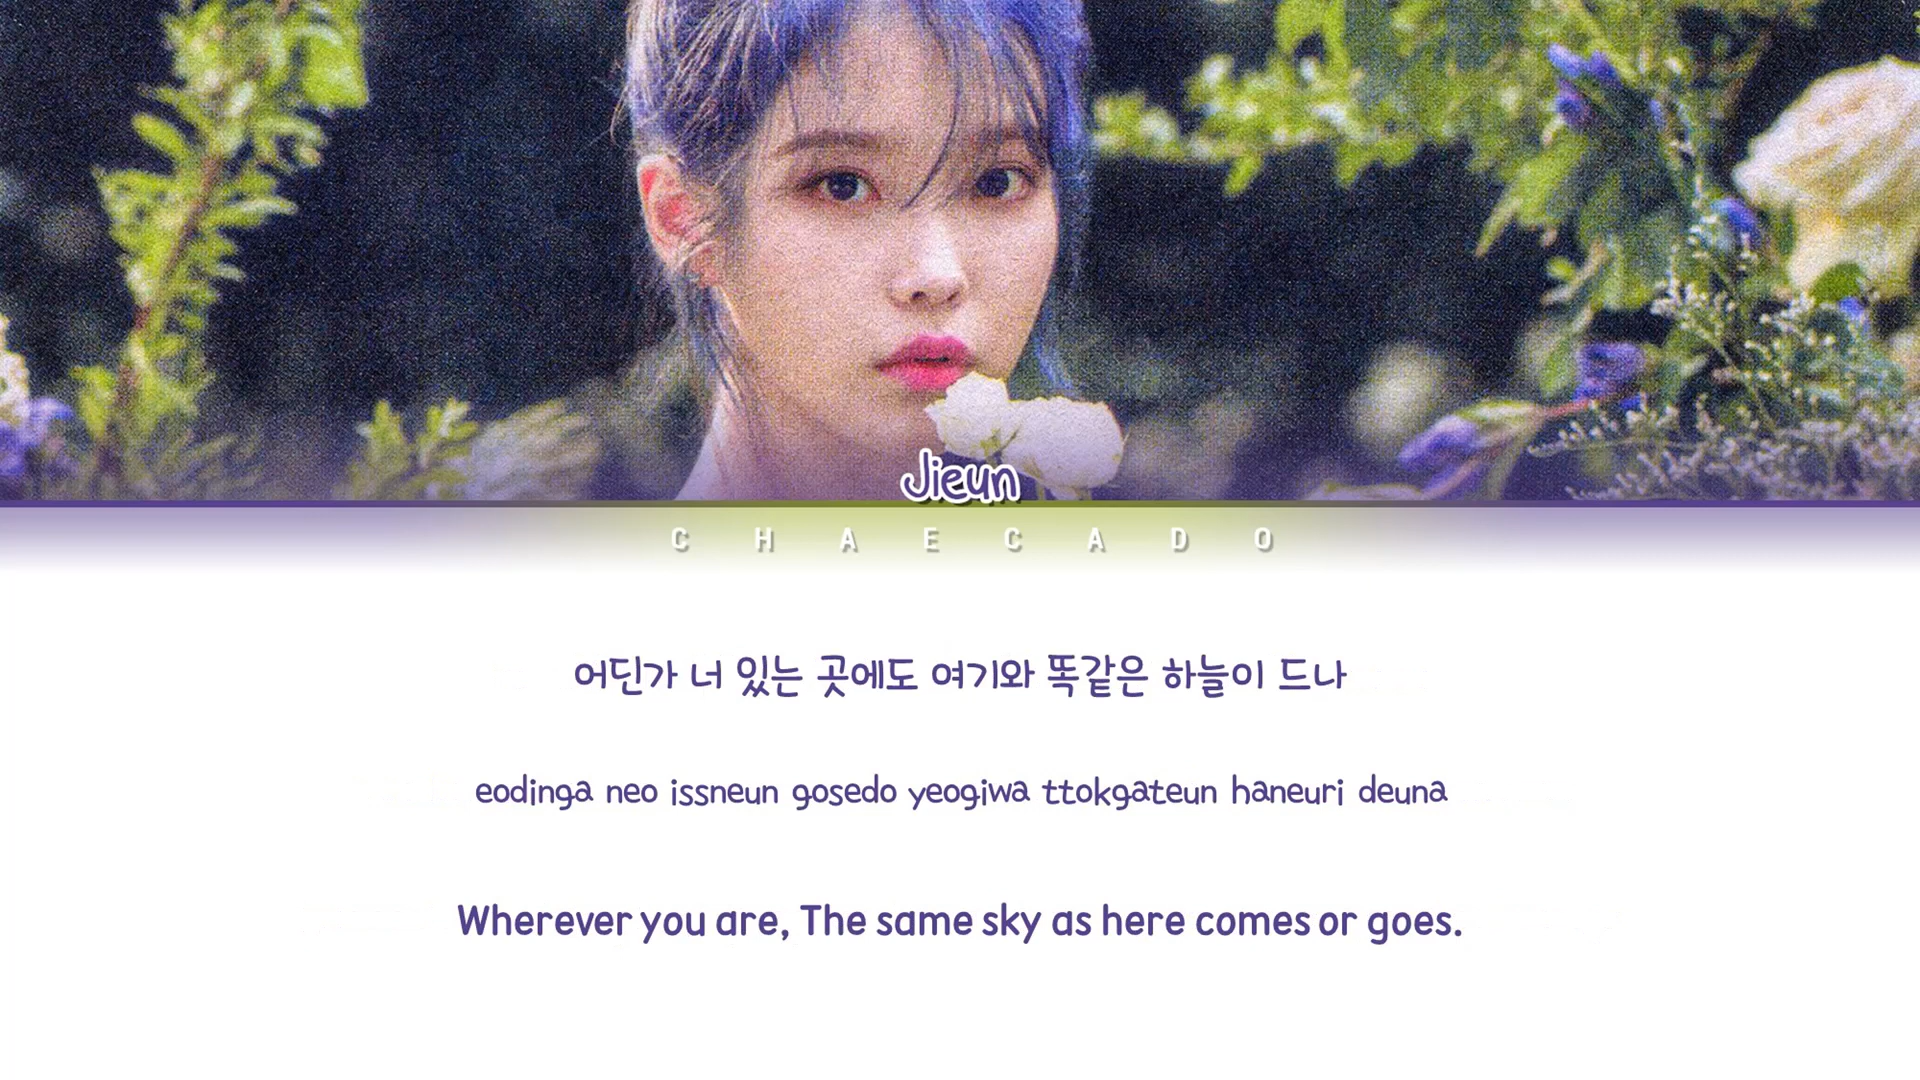 Jieun
CHAECADO
어딘가 너 있는 곳에도 여기와 똑같은 하늘이 드나
eodinga neo issneun gosedo yeogiwa ttokgateun haneuri deuna
Wherever you are, The same sky as here comes or goes.